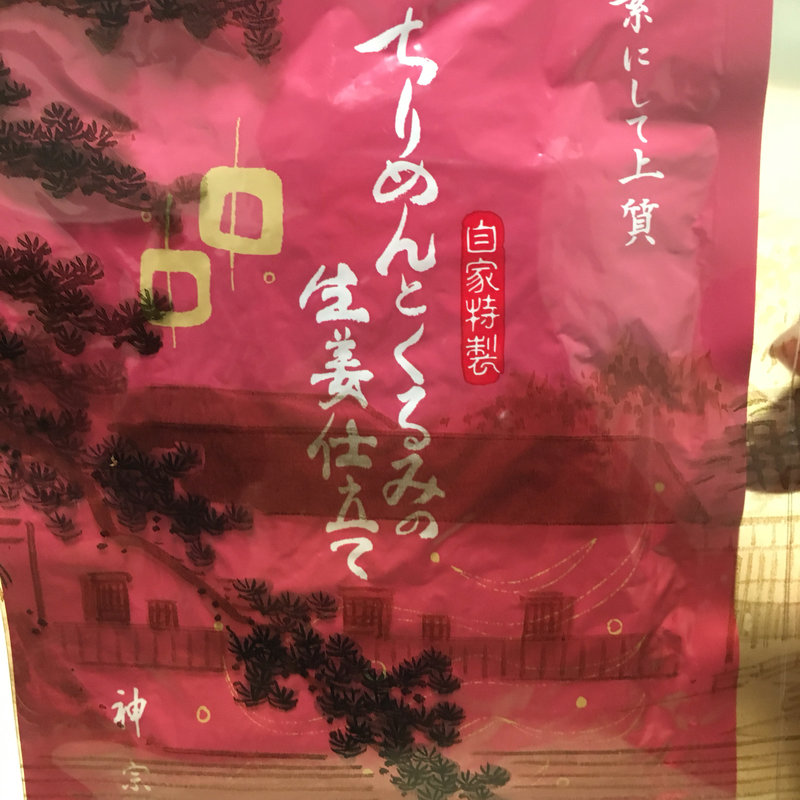 素にして上質
自家特製
ちりめんとくるみの
生姜仕立て
神宗